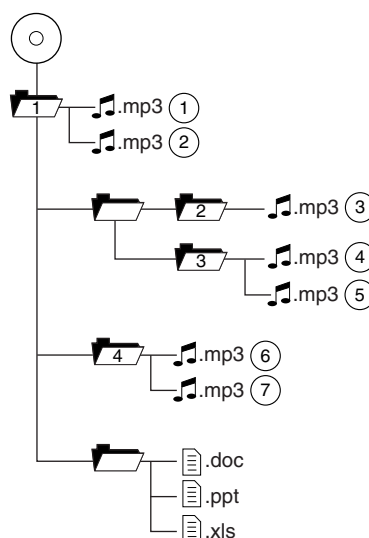 1 .mp3 1
.mp3 2
2 .mp3 3
3 .mp3 4
.mp3 5
4 .mp3 6
.mp3 7
.doc
.ppt
.xls